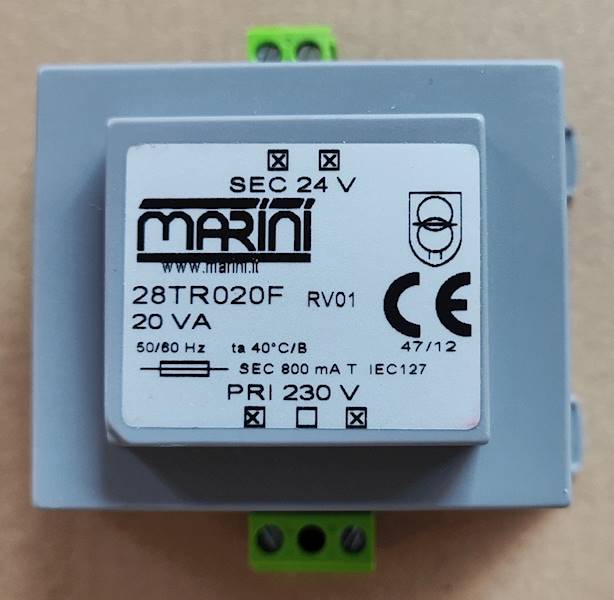 SEC 24 V
MARINI
www.marini.it
28TR020F RV01
20 VA
CE
50/60 Hz ta 40°C/B 47/12
SEC 800 mA T IEC127
PRI 230 V